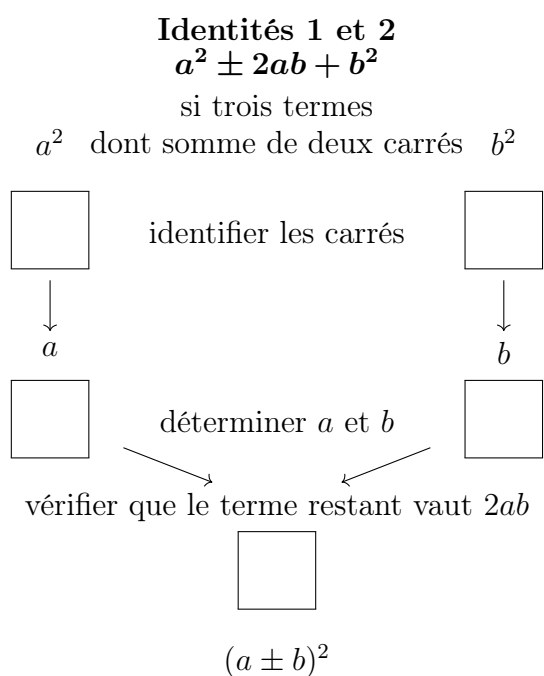 Identités 1 et 2
a² ± 2ab + b²
si trois termes
a² dont somme de deux carrés b²
identifier les carrés
a b
déterminer a et b
vérifier que le terme restant vaut 2ab
(a ± b)²